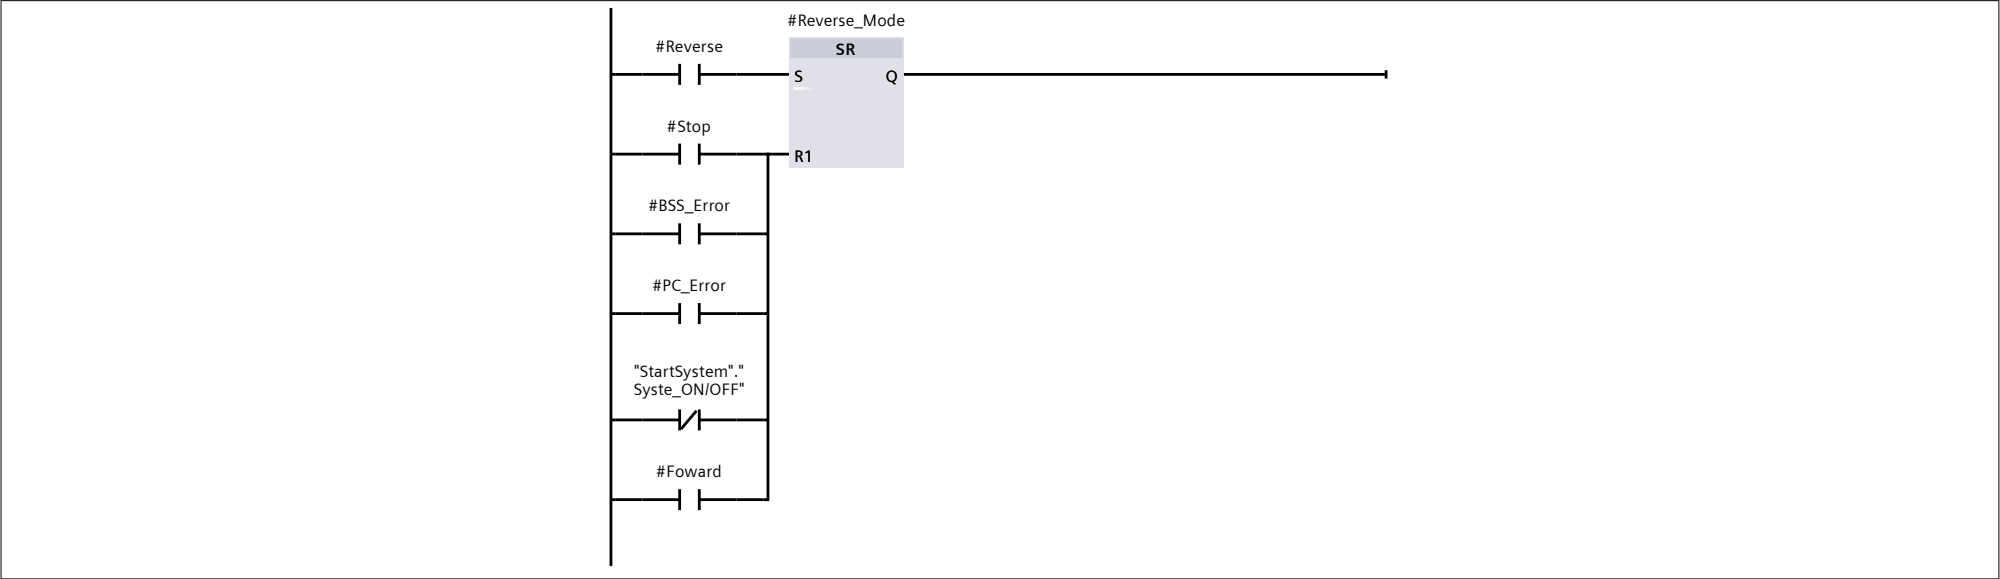 #Reverse_Mode
#Reverse
SR
S
Q
#Stop
R1
#BSS_Error
#PC_Error
"StartSystem"."
Syste_ON/OFF"
#Foward